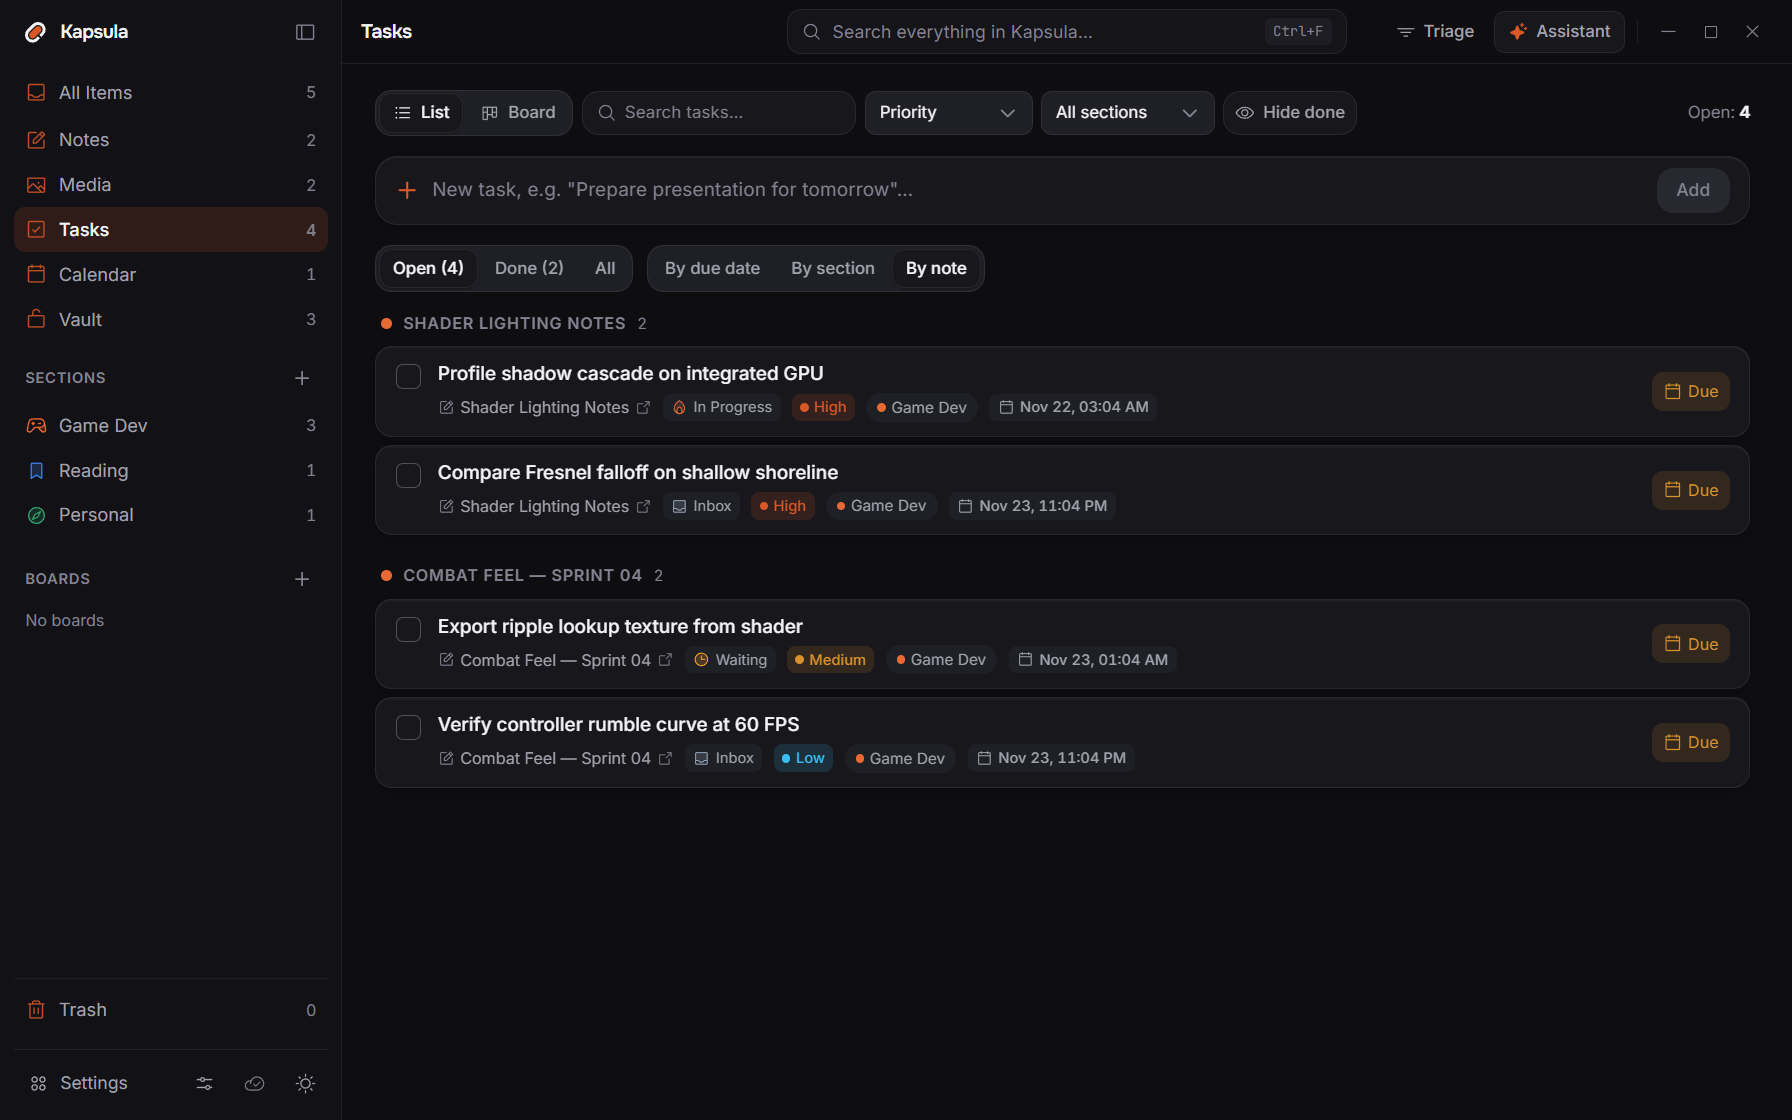 Kapsula
All Items 5
Notes 2
Media 2
Tasks 4
Calendar 1
Vault 3
SECTIONS
Game Dev 3
Reading 1
Personal 1
BOARDS
No boards
Trash 0
Settings
Tasks
Search everything in Kapsula... Ctrl+F
Triage
Assistant
List Board Search tasks... Priority All sections Hide done Open: 4
New task, e.g. "Prepare presentation for tomorrow"... Add
Open (4) Done (2) All By due date By section By note
SHADER LIGHTING NOTES 2
Profile shadow cascade on integrated GPU
Shader Lighting Notes In Progress High Game Dev Nov 22, 03:04 AM Due
Compare Fresnel falloff on shallow shoreline
Shader Lighting Notes Inbox High Game Dev Nov 23, 11:04 PM Due
COMBAT FEEL — SPRINT 04 2
Export ripple lookup texture from shader
Combat Feel — Sprint 04 Waiting Medium Game Dev Nov 23, 01:04 AM Due
Verify controller rumble curve at 60 FPS
Combat Feel — Sprint 04 Inbox Low Game Dev Nov 23, 11:04 PM Due